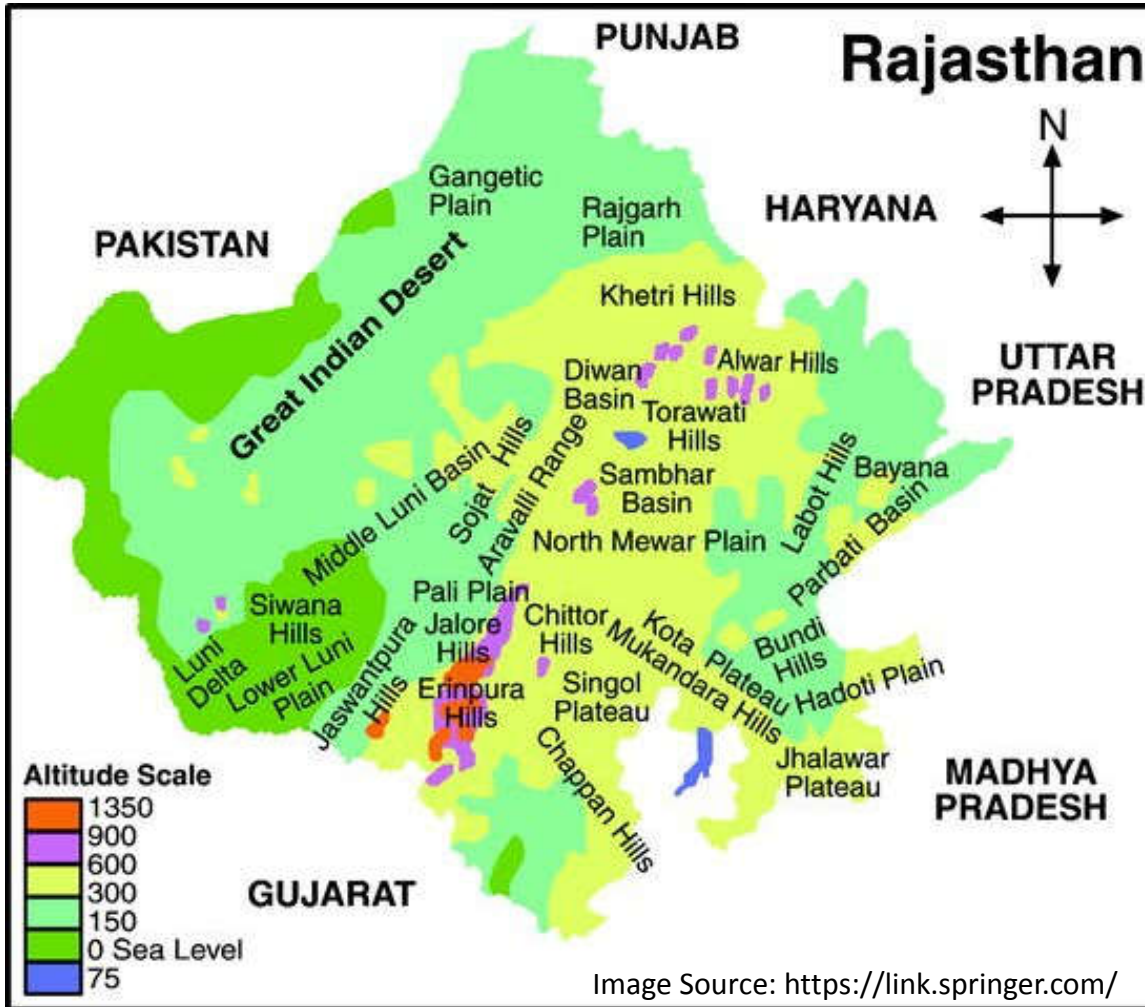 PUNJAB
Rajasthan
N
Gangetic
Plain
Rajgarh
Plain
HARYANA
PAKISTAN
Great Indian Desert
Khetri Hills
UTTAR
PRADESH
Alwar Hills
Diwan
Basin
Torawati
Hills
Sojat Hills
Aravalli Range
Middle Luni Basin
Sambhar
Basin
Labot Hills
Bayana
Parbati Basin
North Mewar Plain
Pali Plain
Siwana
Hills
Jalore
Hills
Chittor
Hills
Luni
Delta
Lower Luni
Plain
Jaswantpura
Hills
Erinpura
Hills
Singol
Plateau
Kota
Plateau
Mukandara Hills
Bundi
Hills
Hadoti Plain
Chappan Hills
Jhalawar
Plateau
MADHYA
PRADESH
GUJARAT
Altitude Scale
1350
900
600
300
150
0 Sea Level
75
Image Source: https://link.springer.com/